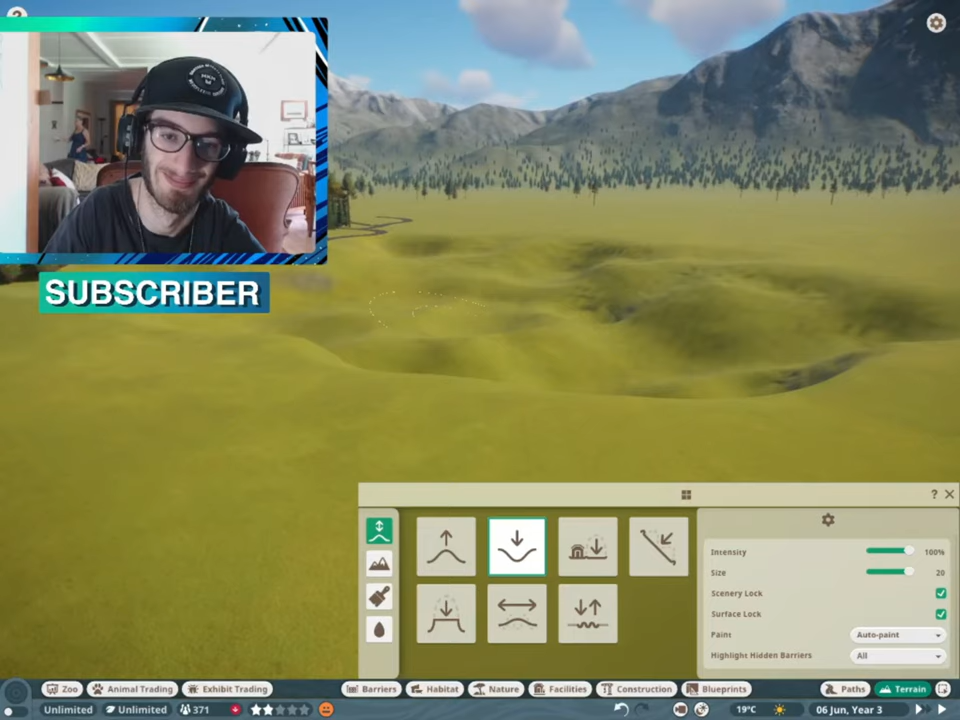 ?
SUBSCRIBER
? ×
Intensity 100%
Size 20
Scenery Lock
Surface Lock
Paint Auto-paint
Highlight Hidden Barriers All
Zoo Animal Trading Exhibit Trading Barriers Habitat Nature Facilities Construction Blueprints Paths Terrain
Unlimited Unlimited 371 19°C 06 Jun, Year 3